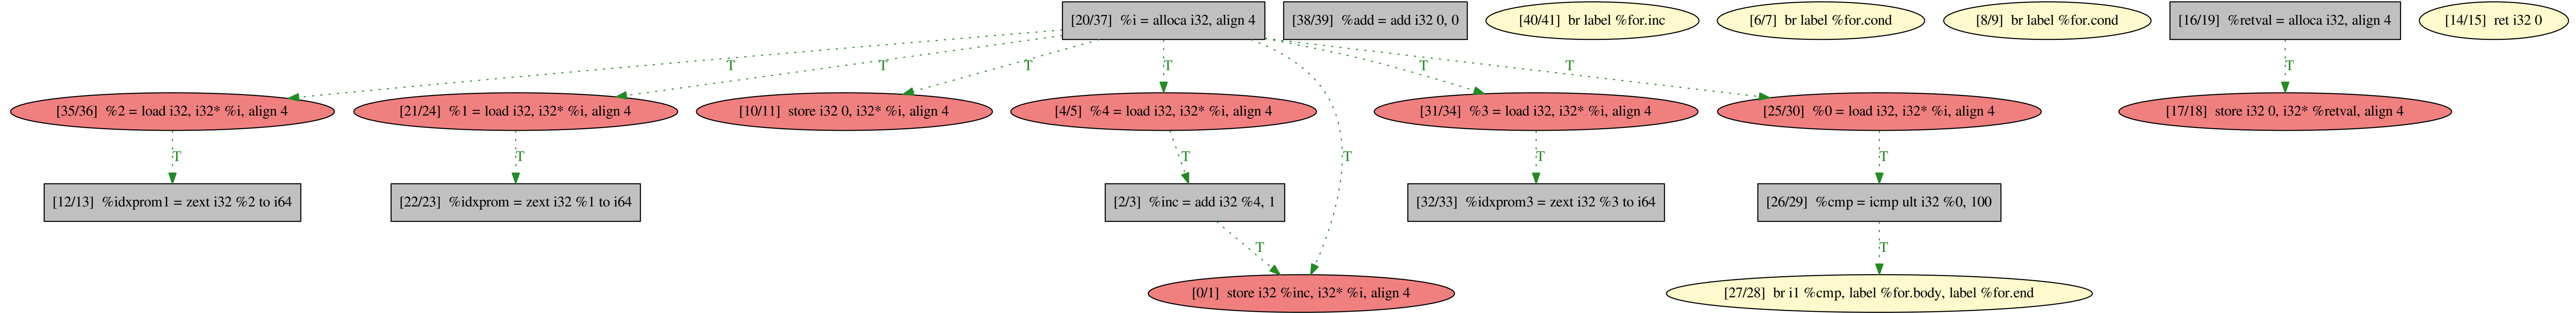 [20/37]  %i = alloca i32, align 4
[38/39]  %add = add i32 0, 0
[40/41]  br label %for.inc
[6/7]  br label %for.cond
[8/9]  br label %for.cond
[16/19]  %retval = alloca i32, align 4
[14/15]  ret i32 0
T
T
T
T
T
T
T
[35/36]  %2 = load i32, i32* %i, align 4
[21/24]  %1 = load i32, i32* %i, align 4
[10/11]  store i32 0, i32* %i, align 4
[4/5]  %4 = load i32, i32* %i, align 4
[31/34]  %3 = load i32, i32* %i, align 4
[25/30]  %0 = load i32, i32* %i, align 4
[17/18]  store i32 0, i32* %retval, align 4
T
T
T
T
T
T
[12/13]  %idxprom1 = zext i32 %2 to i64
[22/23]  %idxprom = zext i32 %1 to i64
[2/3]  %inc = add i32 %4, 1
[32/33]  %idxprom3 = zext i32 %3 to i64
[26/29]  %cmp = icmp ult i32 %0, 100
T
T
[0/1]  store i32 %inc, i32* %i, align 4
[27/28]  br i1 %cmp, label %for.body, label %for.end